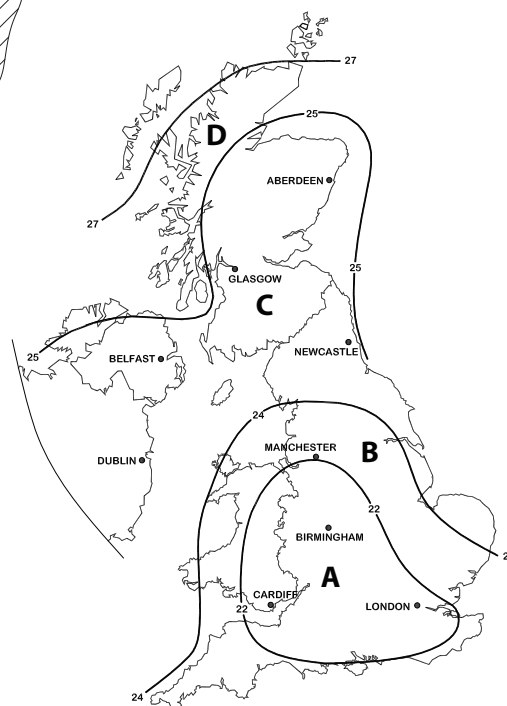 27
D
25
ABERDEEN
27
25
GLASGOW
C
NEWCASTLE
25
BELFAST
24
MANCHESTER
B
DUBLIN
22
BIRMINGHAM
A
CARDIFF
22
LONDON
24